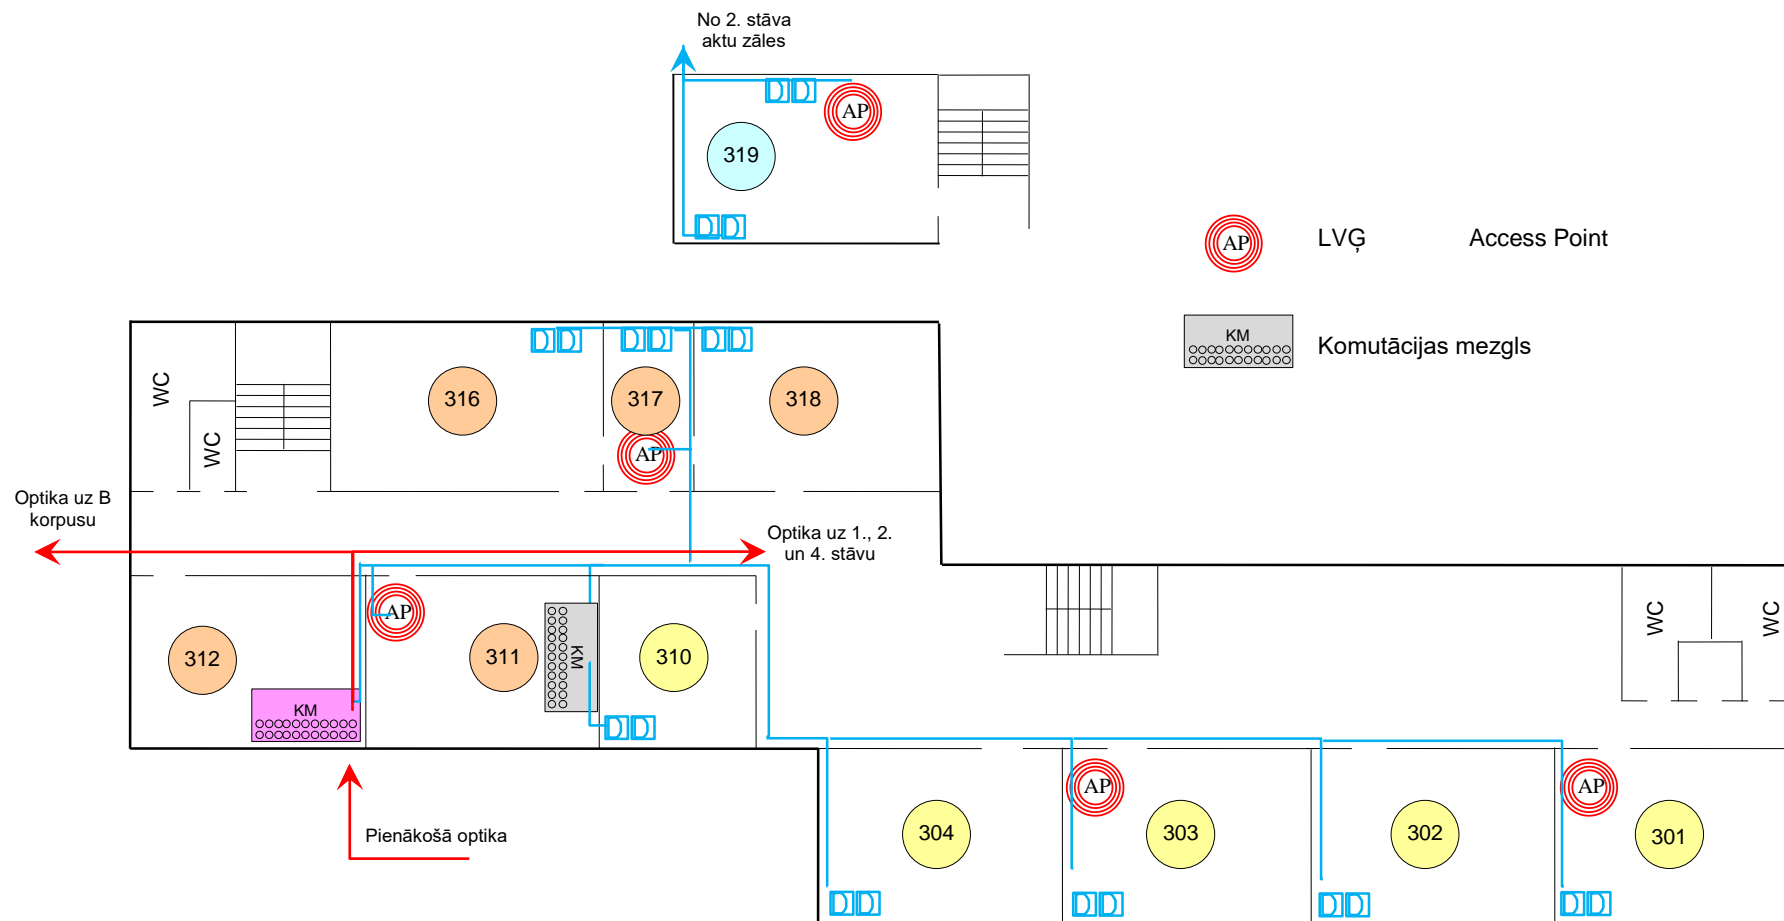 No 2. stāva
aktu zāles
AP
319
AP
LVĢ Access Point
KM
Komutācijas mezgls
WC
WC
316
317
318
AP
Optika uz B
korpusu
Optika uz 1., 2.
un 4. stāvu
AP
312
311
KM
310
KM
WC
WC
Pienākošā optika
AP
AP
304
303
302
301